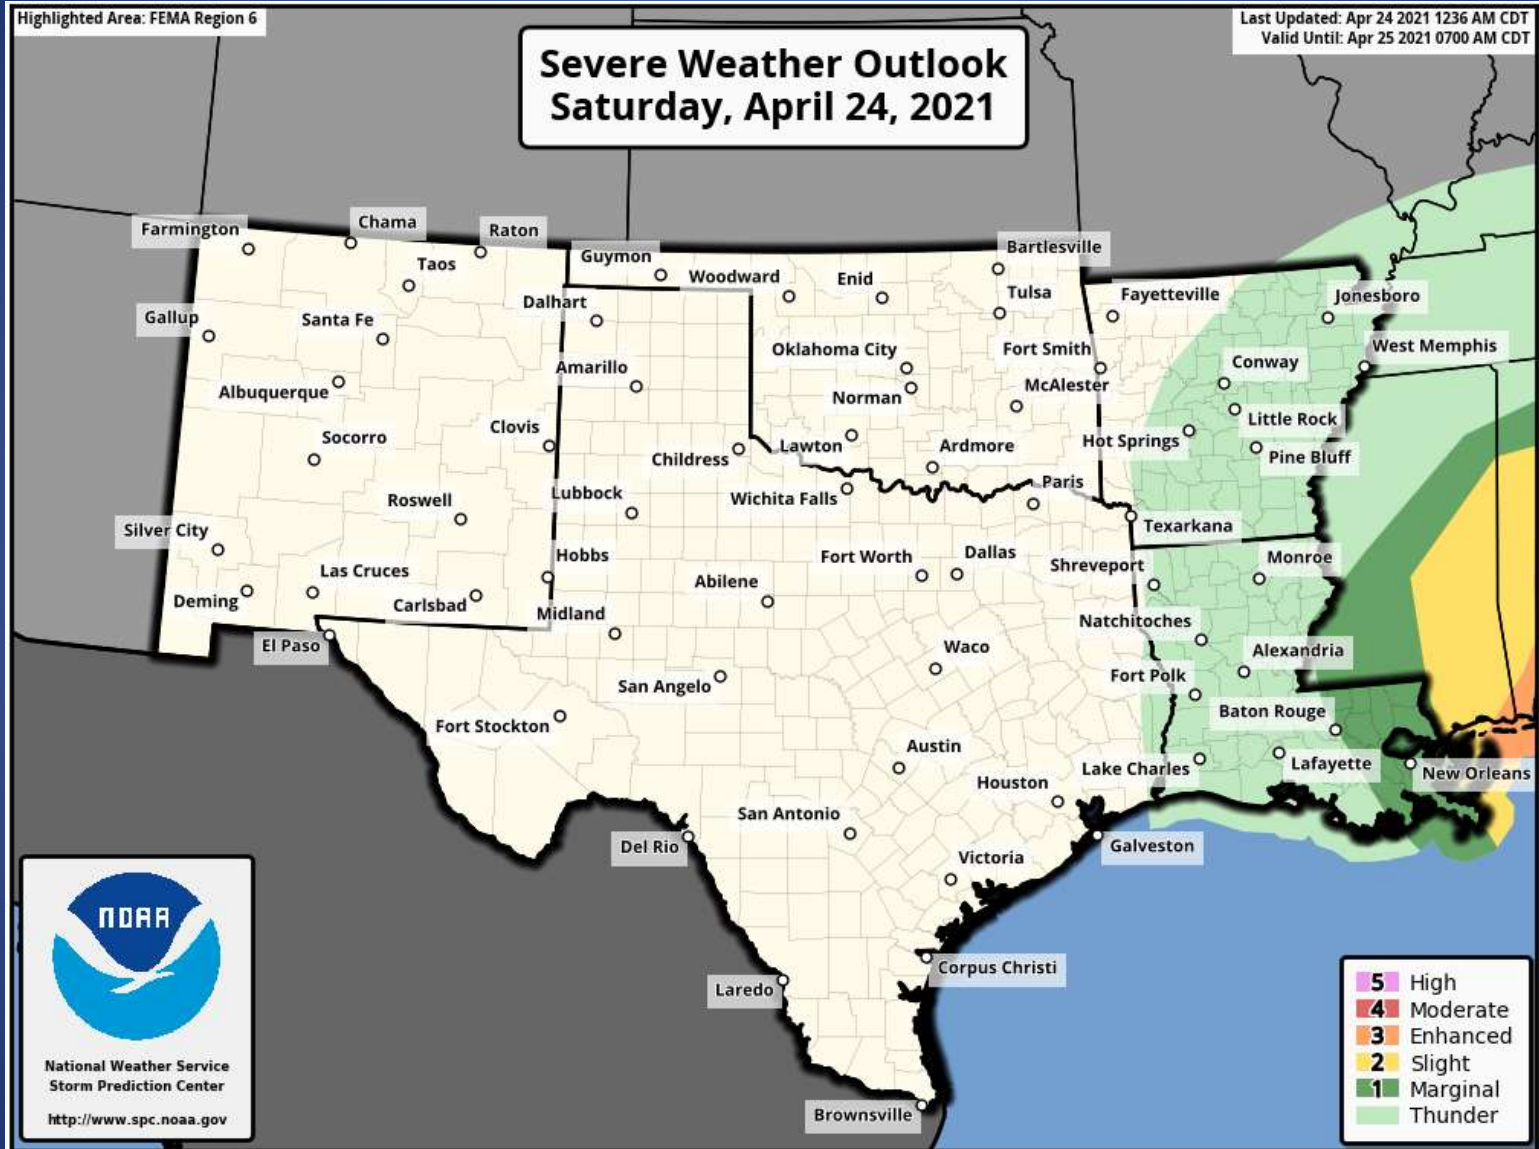 Highlighted Area: FEMA Region 6
Last Updated: Apr 24 2021 1236 AM CDT
Valid Until: Apr 25 2021 0700 AM CDT
Severe Weather Outlook
Saturday, April 24, 2021
Farmington
Chama
Raton
Taos
Guymon
Woodward
Enid
Bartlesville
Tulsa
Fayetteville
Jonesboro
Gallup
Santa Fe
Dalhart
Oklahoma City
Fort Smith
Conway
West Memphis
Albuquerque
Amarillo
Norman
McAlester
Little Rock
Socorro
Clovis
Childress
Lawton
Ardmore
Hot Springs
Pine Bluff
Roswell
Lubbock
Wichita Falls
Paris
Texarkana
Silver City
Las Cruces
Hobbs
Abilene
Fort Worth
Dallas
Shreveport
Monroe
Deming
Carlsbad
Midland
Natchitoches
El Paso
San Angelo
Waco
Alexandria
Fort Polk
Fort Stockton
Baton Rouge
Austin
Lake Charles
Lafayette
New Orleans
Houston
San Antonio
Del Rio
Galveston
Victoria
Corpus Christi
Laredo
Brownsville
NOAA
National Weather Service
Storm Prediction Center
http://www.spc.noaa.gov
5 High
4 Moderate
3 Enhanced
2 Slight
1 Marginal
Thunder